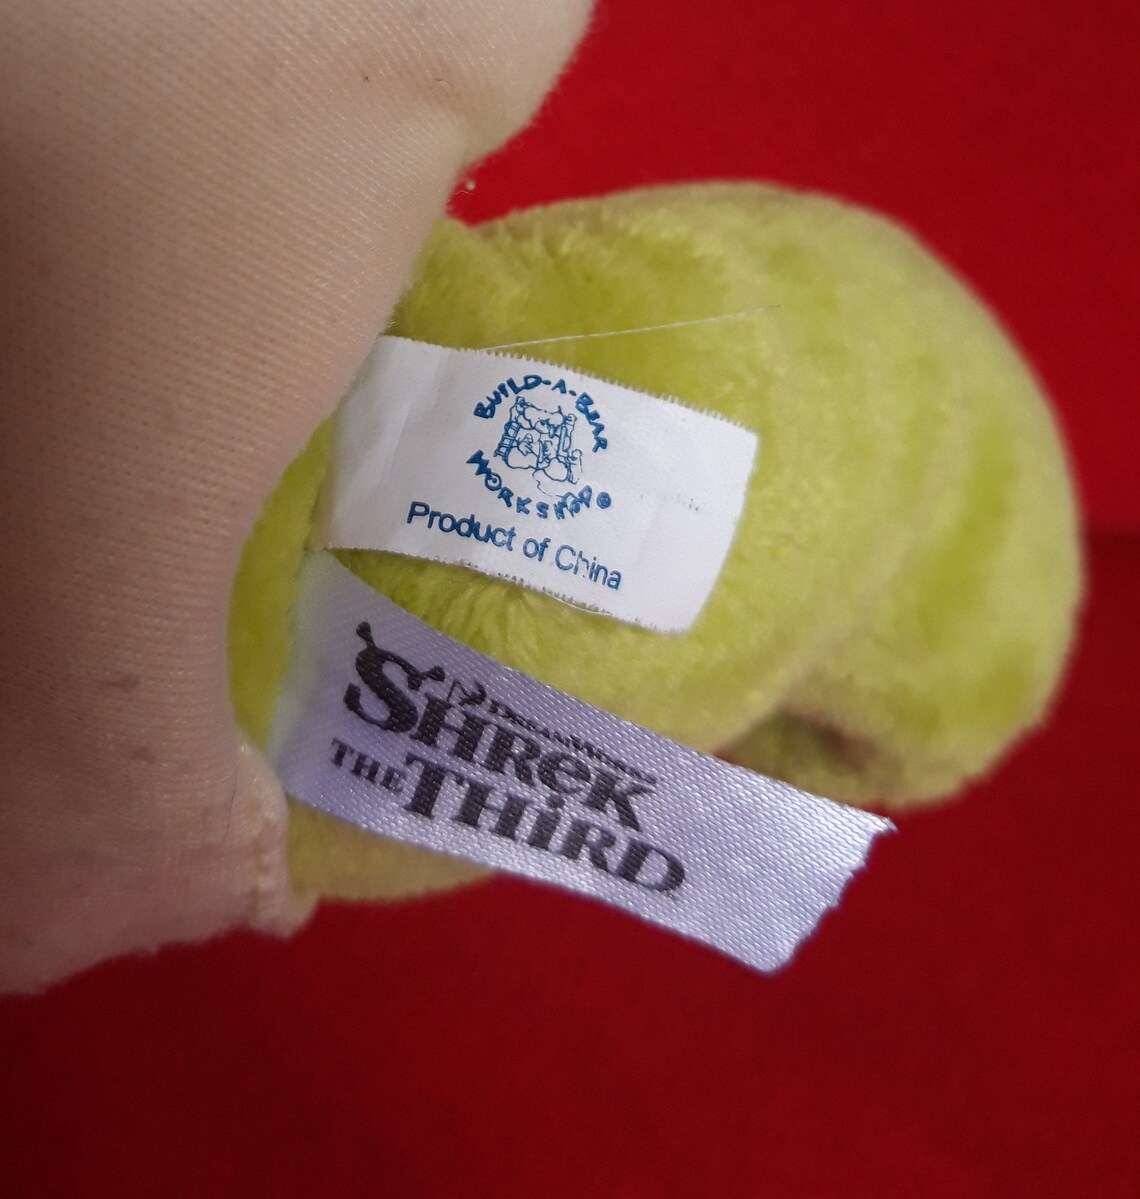 BUILD-A-BEAR
WORKSHOP®
Product of China
DREAMWORKS
SHREK
THE THIRD